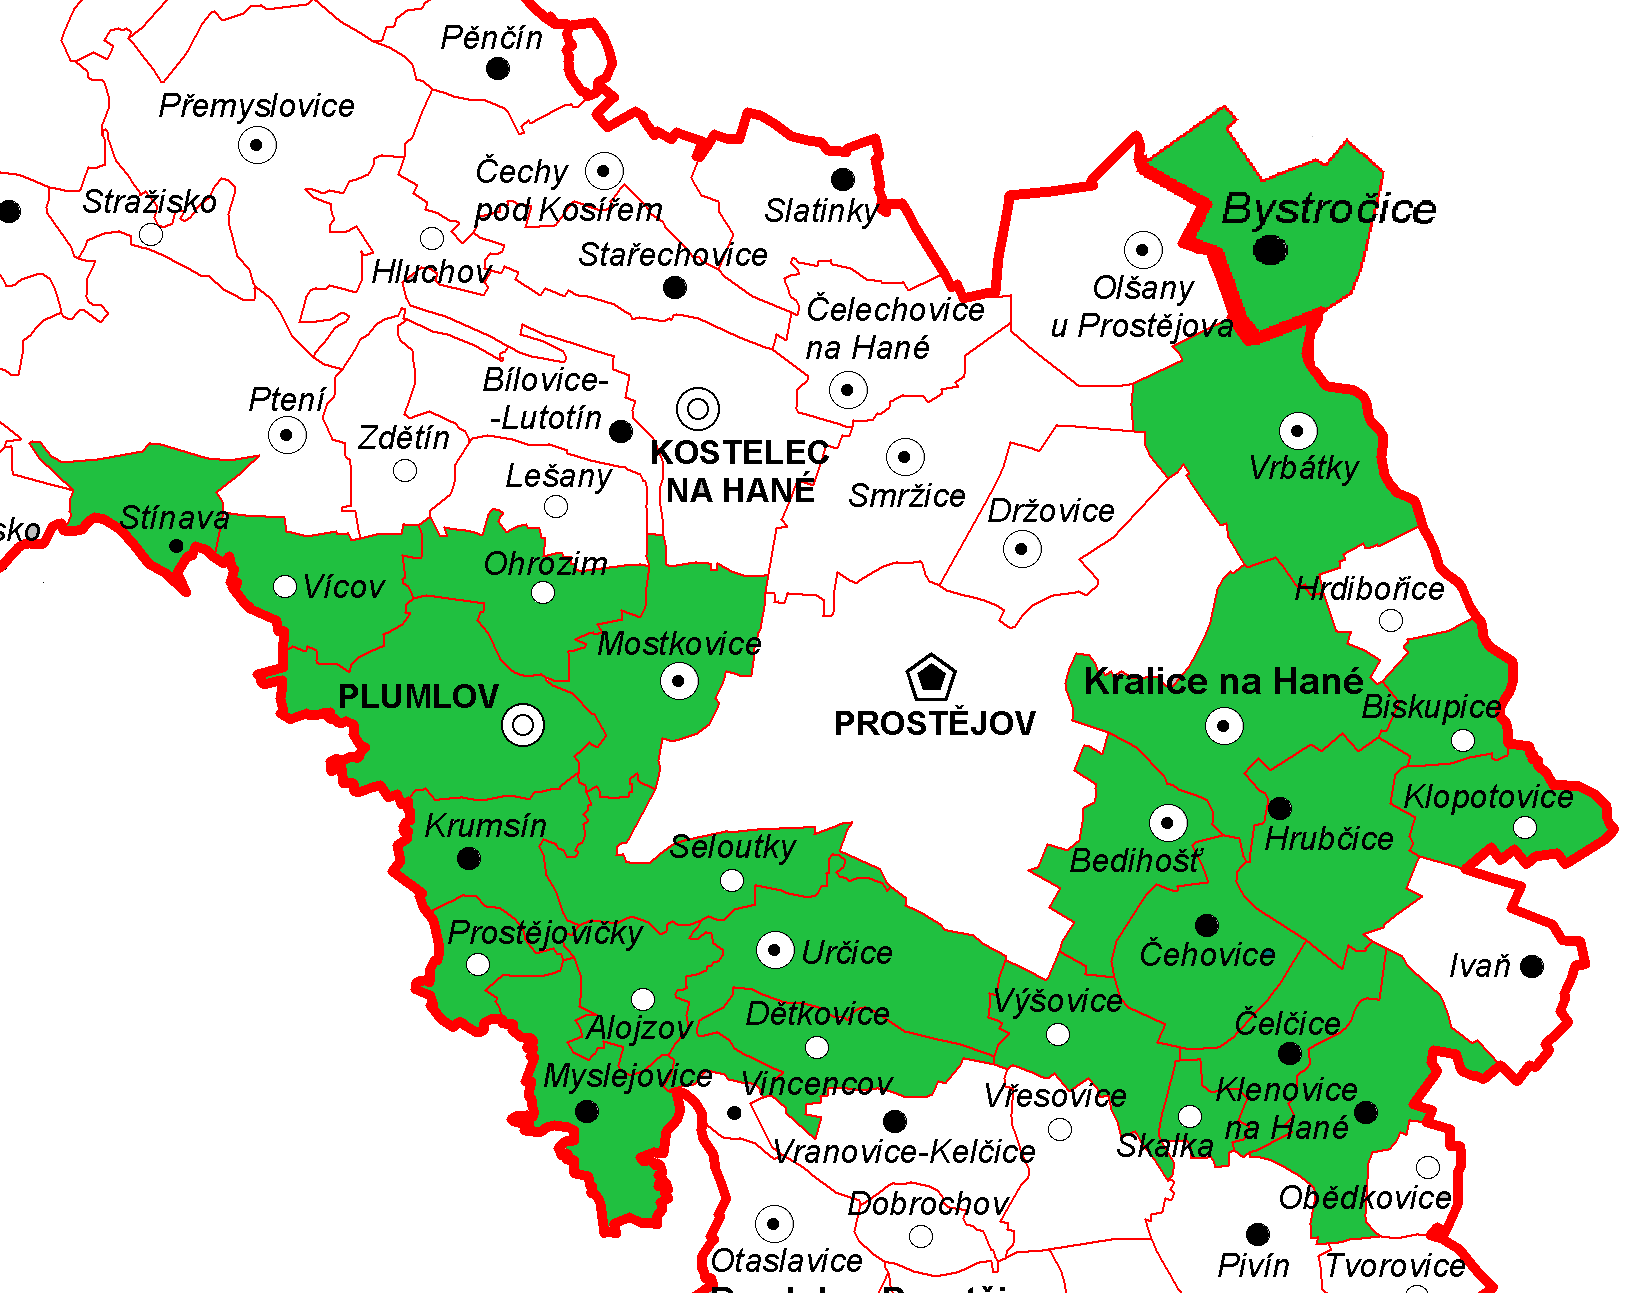 Pěnčín
Přemyslovice
Čechy
pod Kosířem
Stražisko
Slatinky
Bystročice
Hluchov
Stařechovice
Olšany
u Prostějova
Čelechovice
na Hané
Ptení
Bílovice-
-Lutotín
Zdětín
KOSTELEC
NA HANÉ
Vrbátky
Lešany
Smržice
Držovice
Stínava
sko
Ohrozim
Vícov
Hrdibořice
Mostkovice
PLUMLOV
PROSTĚJOV
Kralice na Hané
Biskupice
Klopotovice
Krumsín
Seloutky
Bedihošť
Hrubčice
Prostějovičky
Určice
Čehovice
Ivaň
Výšovice
Alojzov
Dětkovice
Čelčice
Myslejovice
Vincencov
Vřesovice
Klenovice
na Hané
Vranovice-Kelčice
Skalka
Dobrochov
Obědkovice
Otaslavice
Pivín
Tvorovice